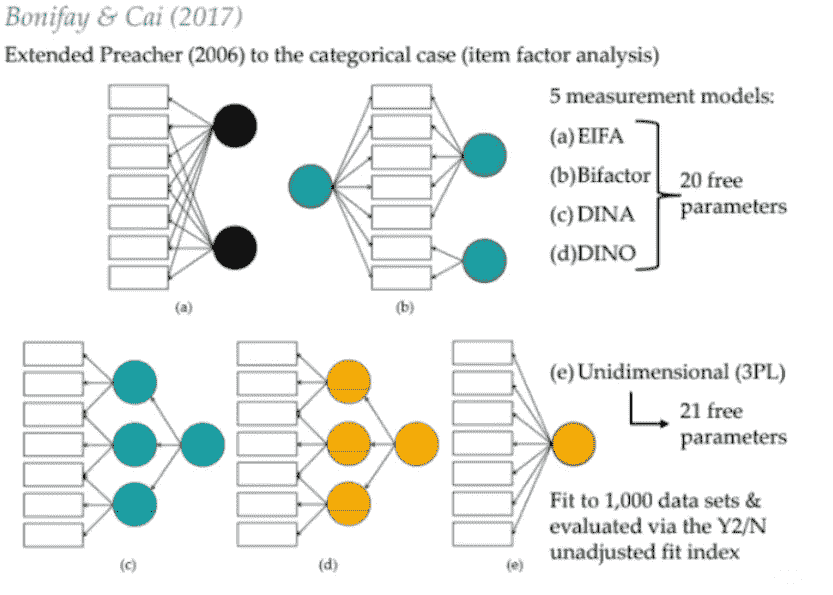 Bonifay & Cai (2017)
Extended Preacher (2006) to the categorical case (item factor analysis)
5 measurement models:
(a) EIFA
(b)Bifactor
(c) DINA
(d)DINO
20 free
parameters
(a)
(b)
(e) Unidimensional (3PL)
21 free
parameters
Fit to 1,000 data sets &
evaluated via the Y2/N
unadjusted fit index
(c)
(d)
(e)